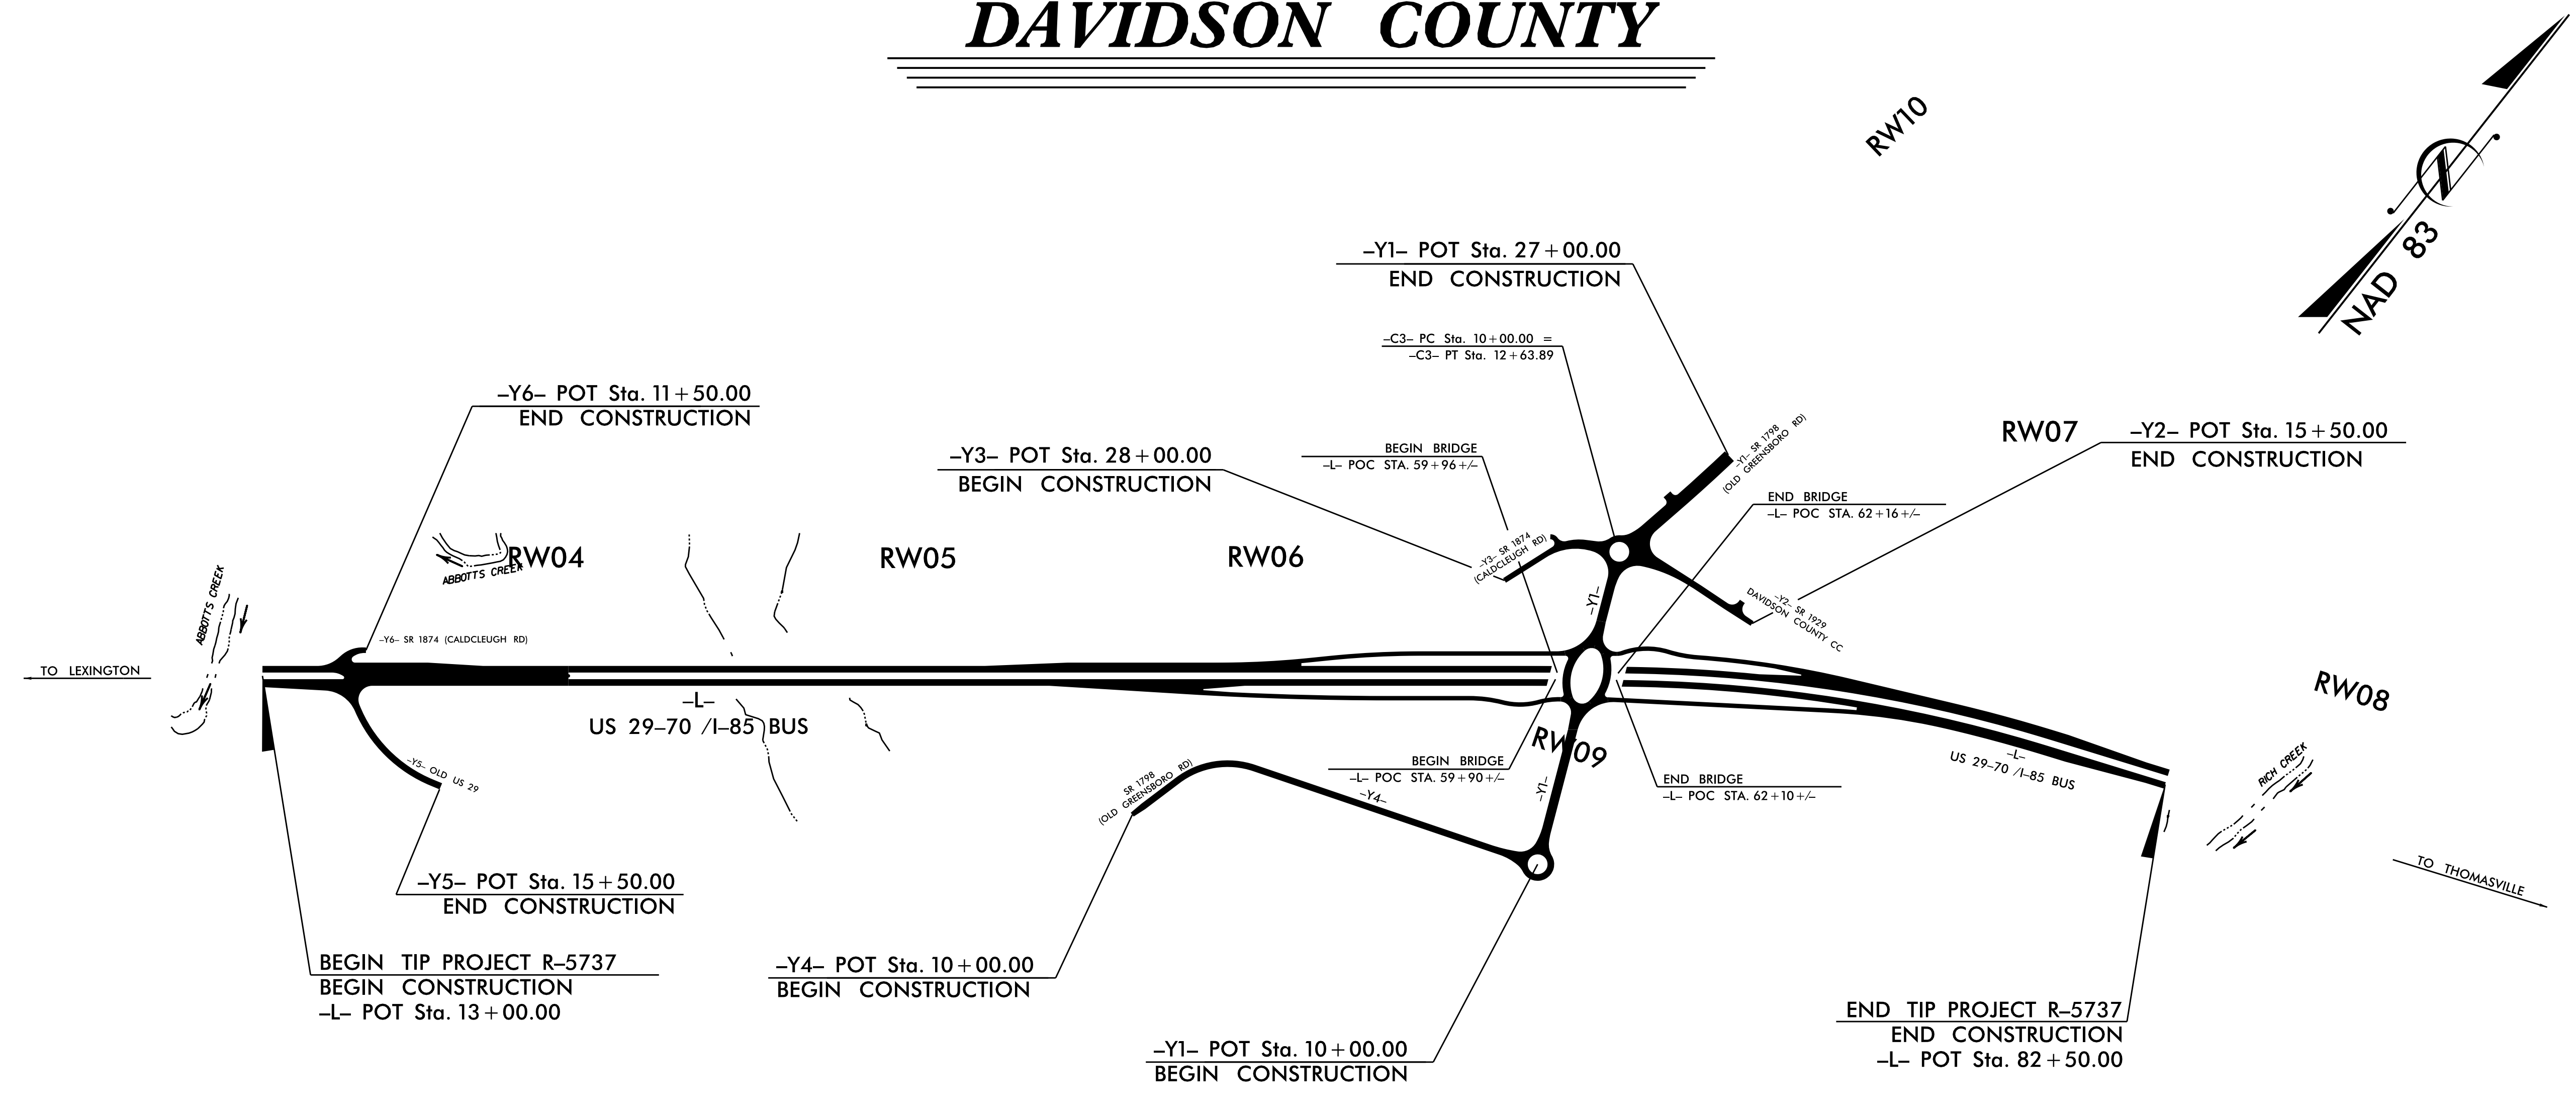 DAVIDSON COUNTY
RW10
NAD 83
–Y1– POT Sta. 27+00.00
END CONSTRUCTION
–C3– PC Sta. 10+00.00 =
–C3– PT Sta. 12+63.89
–Y6– POT Sta. 11+50.00
END CONSTRUCTION
–Y3– POT Sta. 28+00.00
BEGIN CONSTRUCTION
BEGIN BRIDGE
–L– POC STA. 59+96+/–
–Y1– SR 1798
(OLD GREENSBORO RD)
RW07
–Y2– POT Sta. 15+50.00
END CONSTRUCTION
END BRIDGE
–L– POC STA. 62+16+/–
ABBOTTS CREEK
RW04
ABBOTTS CREEK
RW05
RW06
–Y3– SR 1874
(CALDCLEUGH RD)
–Y1–
–Y2– SR 1929
DAVIDSON COUNTY CC
–Y6– SR 1874 (CALDCLEUGH RD)
TO LEXINGTON
–L–
US 29–70 /I–85 BUS
RW08
RW09
–Y5– OLD US 29
SR 1798
(OLD GREENSBORO RD)
BEGIN BRIDGE
–L– POC STA. 59+90+/–
–Y4–
–Y1–
END BRIDGE
–L– POC STA. 62+10+/–
–L–
US 29–70 /I–85 BUS
RICH CREEK
TO THOMASVILLE
–Y5– POT Sta. 15+50.00
END CONSTRUCTION
BEGIN TIP PROJECT R–5737
BEGIN CONSTRUCTION
–L– POT Sta. 13+00.00
–Y4– POT Sta. 10+00.00
BEGIN CONSTRUCTION
–Y1– POT Sta. 10+00.00
BEGIN CONSTRUCTION
END TIP PROJECT R–5737
END CONSTRUCTION
–L– POT Sta. 82+50.00